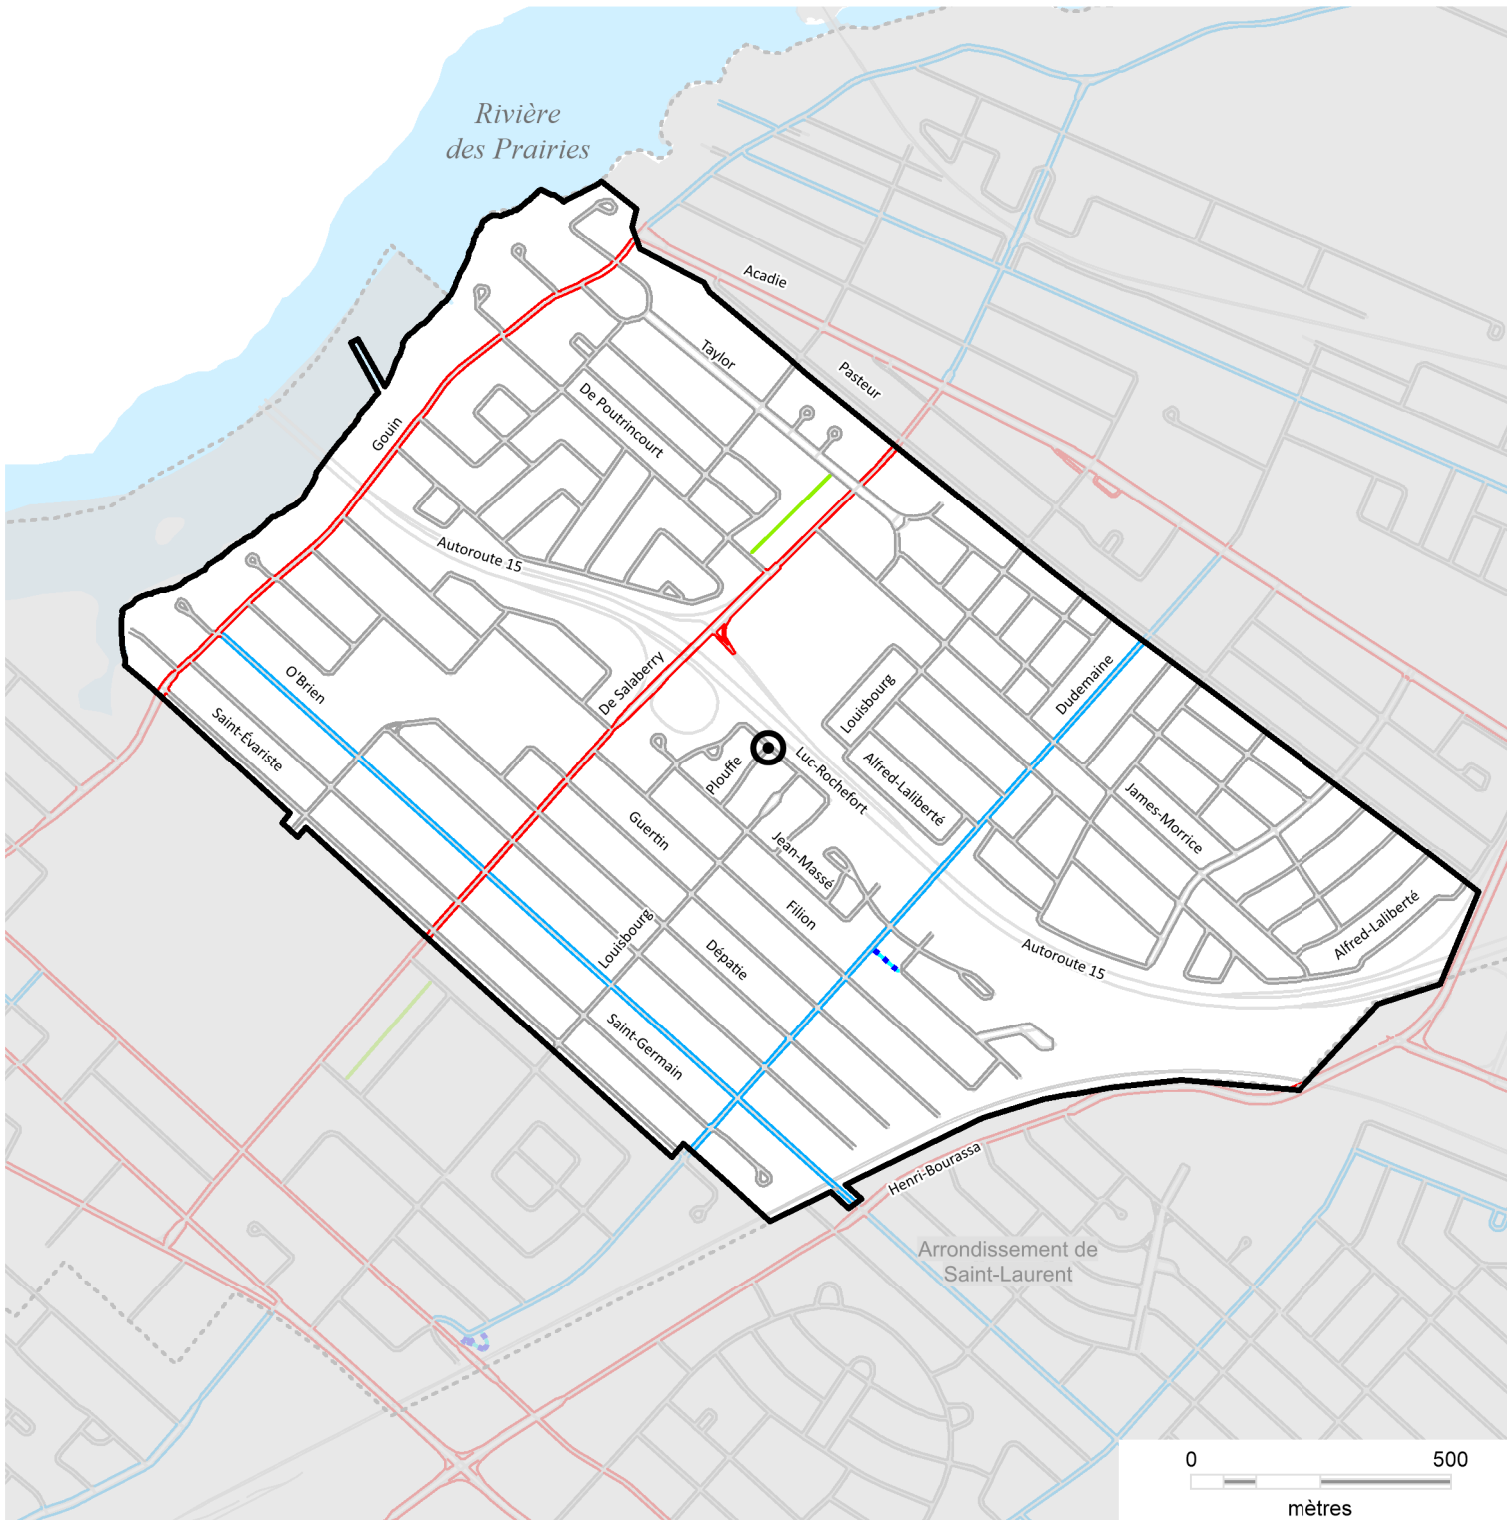 Rivière
des Prairies
Acadie
Taylor
Pasteur
De Poutrincourt
Gouin
Autoroute 15
O'Brien
De Salaberry
Dudemaine
Louisbourg
Saint-Évariste
Plouffe
Luc-Rochefort
Alfred-Laliberté
James-Morrice
Guertin
Jean-Massé
Filion
Alfred-Laliberté
Louisbourg
Dépatie
Autoroute 15
Saint-Germain
Henri-Bourassa
Arrondissement de
Saint-Laurent
0 500
mètres